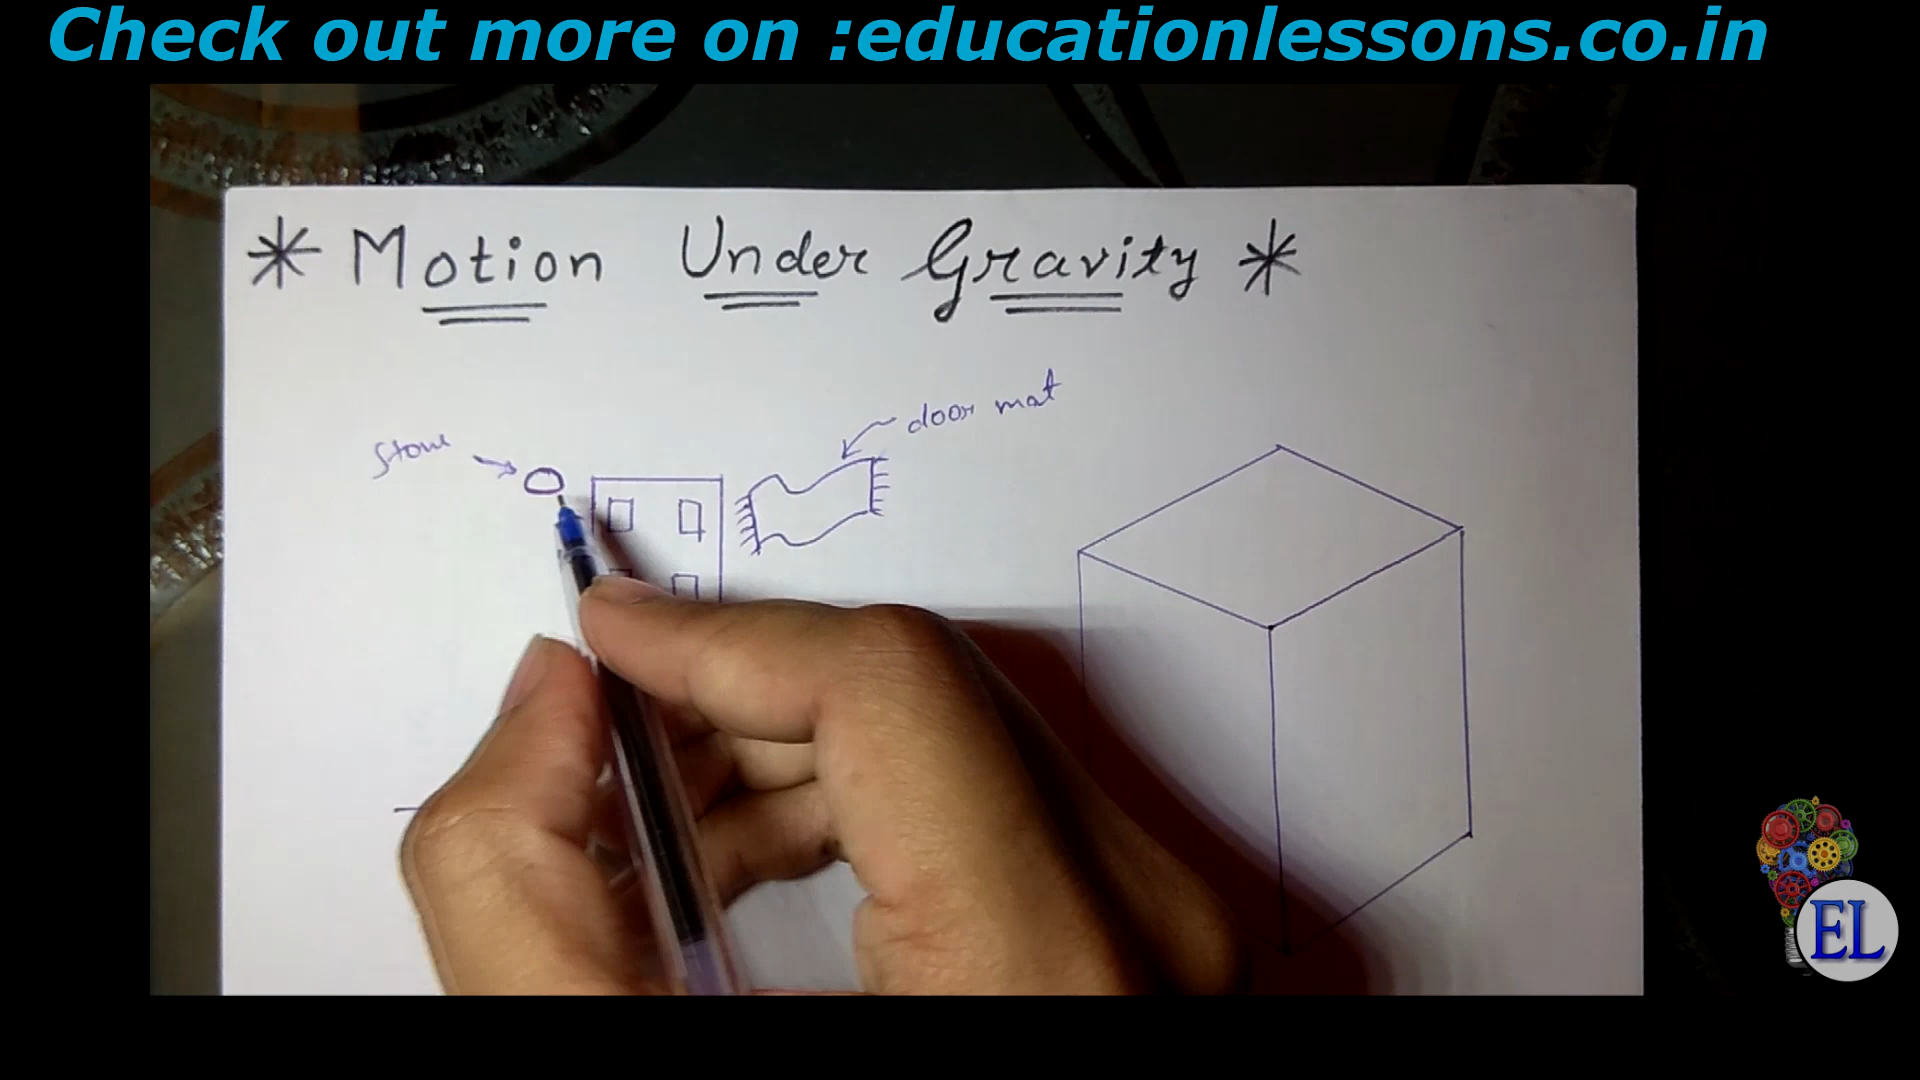 Check out more on :educationlessons.co.in
* Motion Under Gravity *
door mat
stone
EL